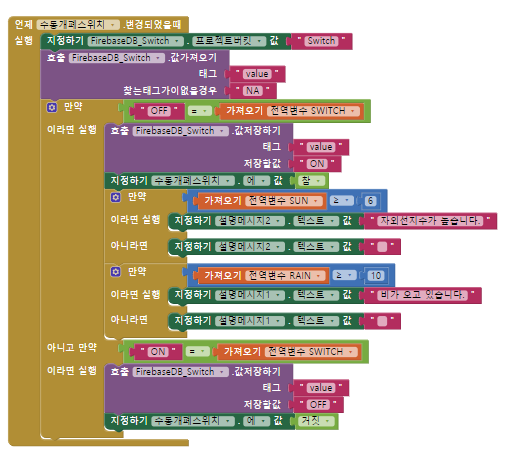 언제 수동개폐스위치 .변경되었을때
실행 지정하기 FirebaseDB_Switch . 프로젝트버킷 값 " Switch "
호출 FirebaseDB_Switch .값가져오기
태그 " value "
찾는태그가이없을경우 " NA "
만약 " OFF " = 가져오기 전역변수 SWITCH
이라면 실행 호출 FirebaseDB_Switch .값저장하기
태그 " value "
저장할값 " ON "
지정하기 수동개폐스위치 . 에 값 참
만약 가져오기 전역변수 SUN ≥ 6
이라면 실행 지정하기 설명메시지2 . 텍스트 값 " 자외선지수가 높습니다. "
아니라면 지정하기 설명메시지2 . 텍스트 값 " "
만약 가져오기 전역변수 RAIN ≥ 10
이라면 실행 지정하기 설명메시지1 . 텍스트 값 " 비가 오고 있습니다. "
아니라면 지정하기 설명메시지1 . 텍스트 값 " "
아니고 만약 " ON " = 가져오기 전역변수 SWITCH
이라면 실행 호출 FirebaseDB_Switch .값저장하기
태그 " value "
저장할값 " OFF "
지정하기 수동개폐스위치 . 에 값 거짓